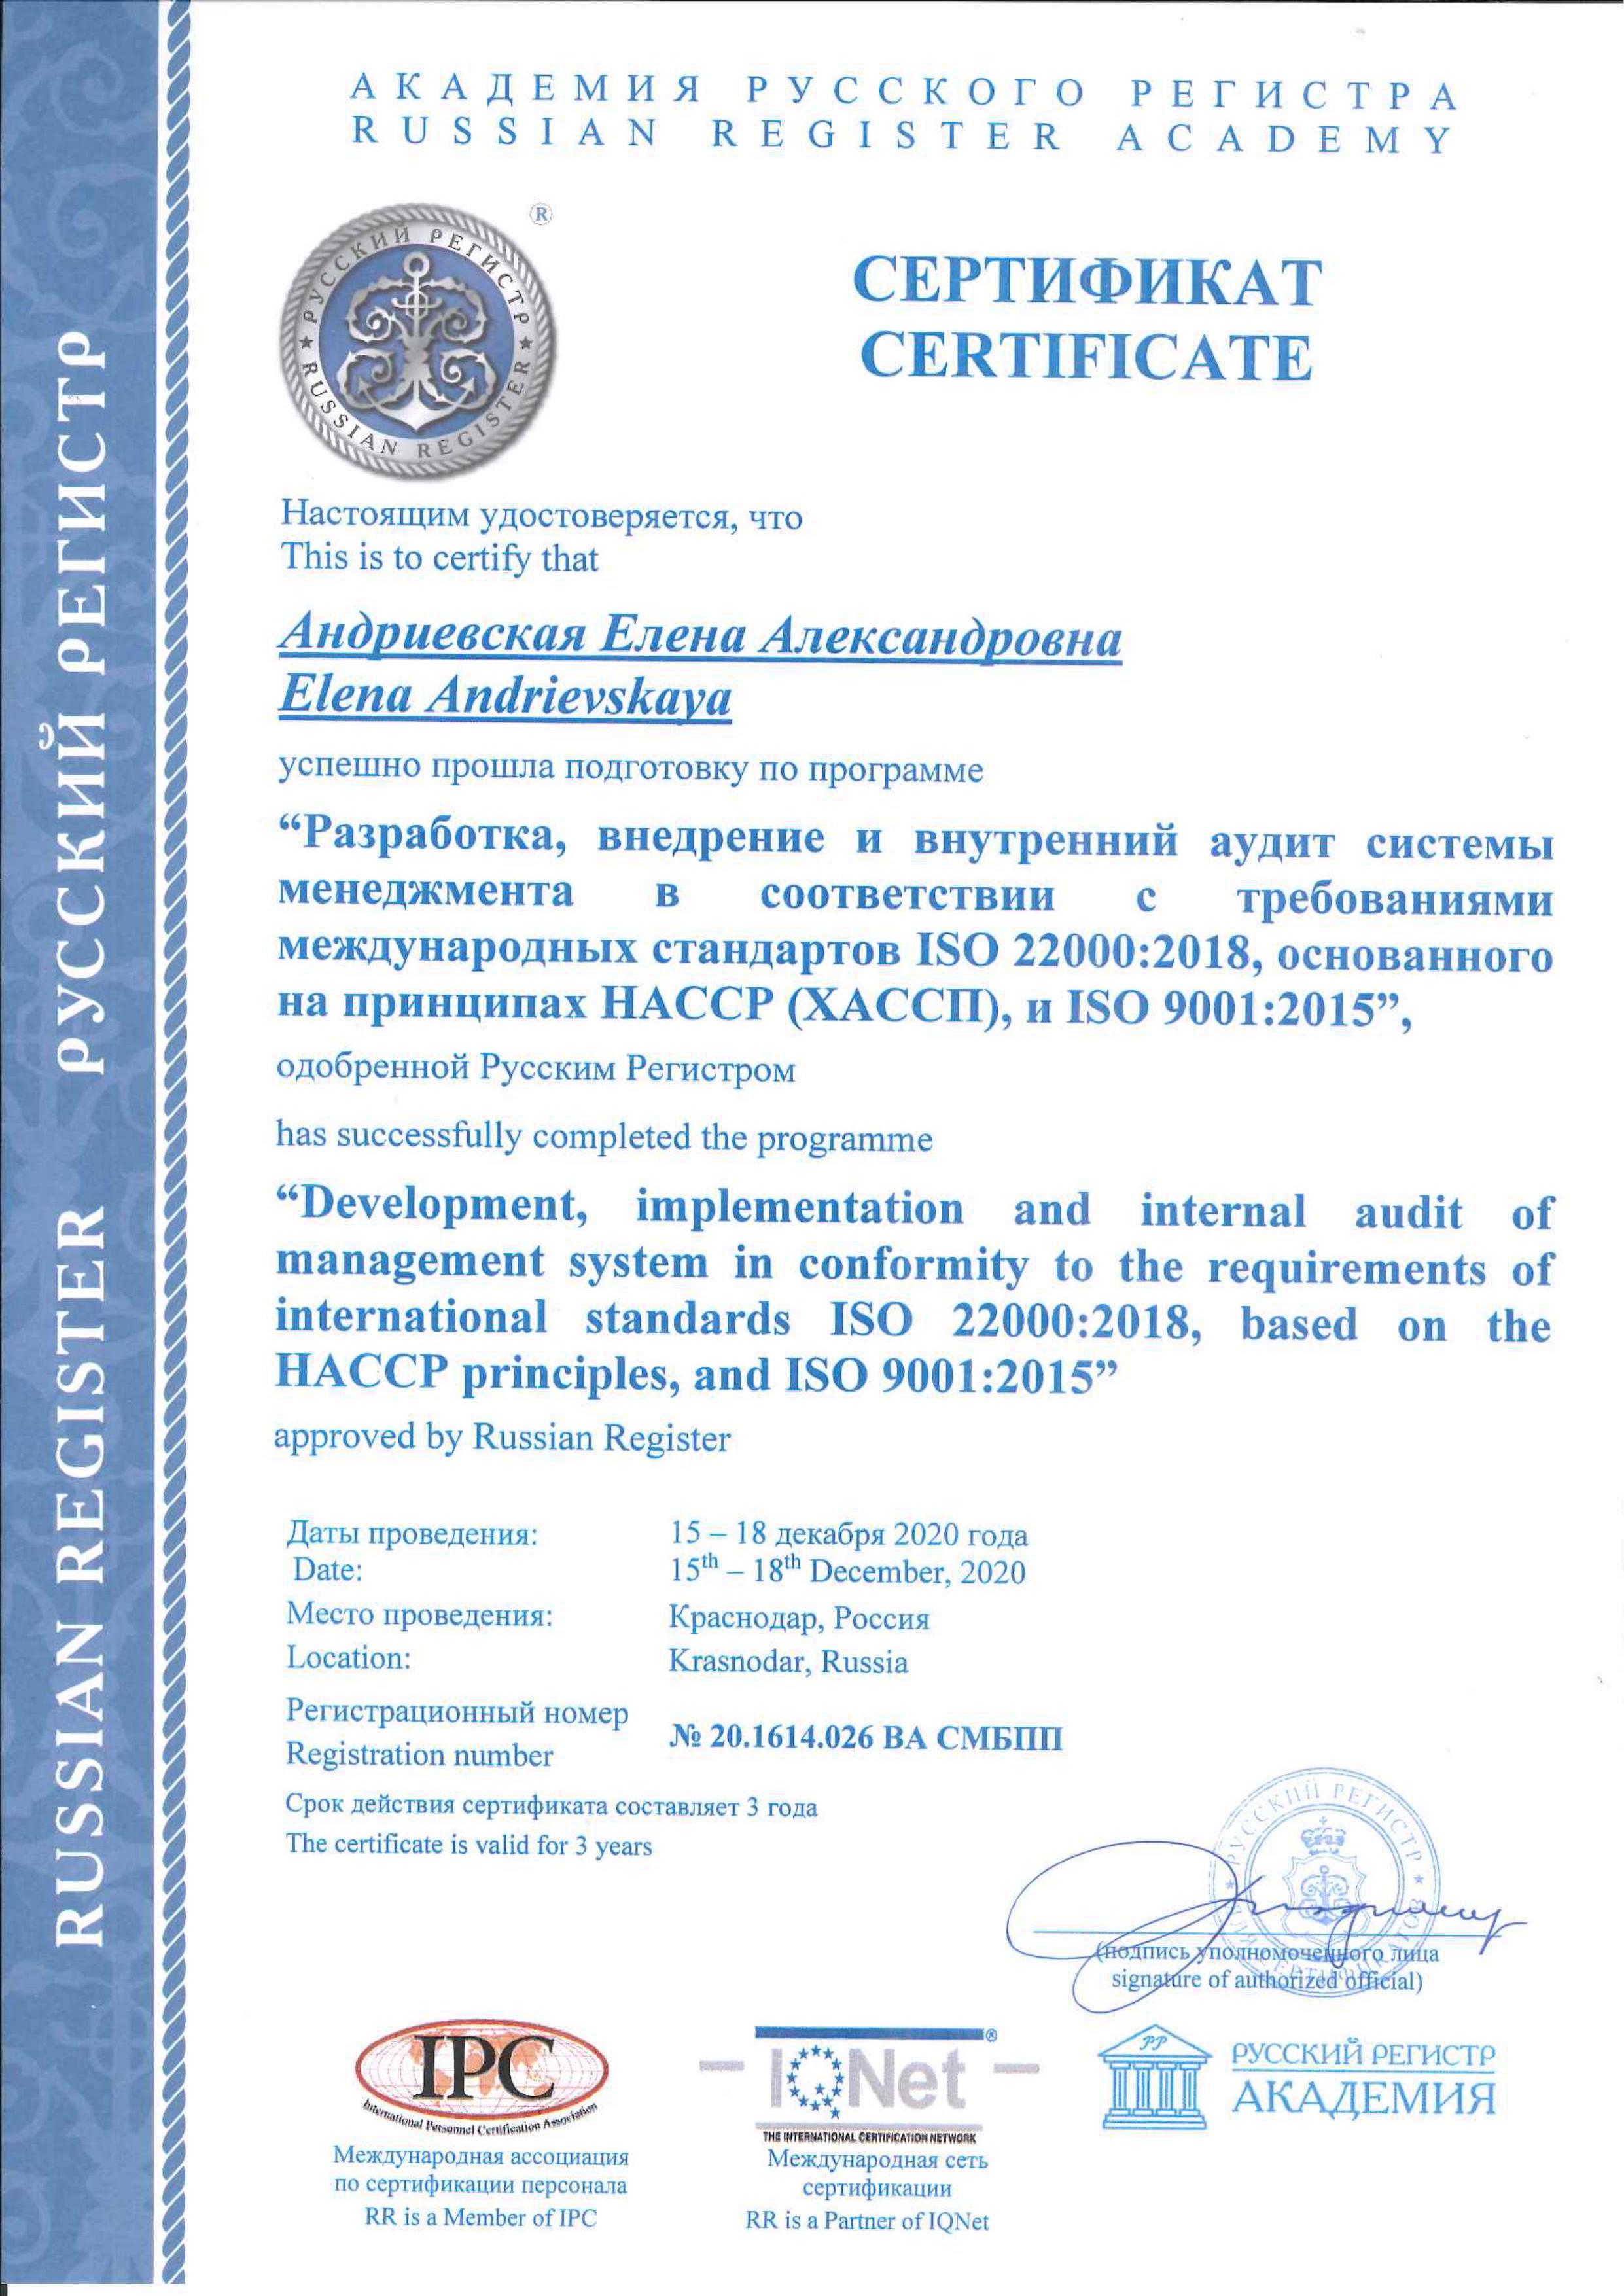 АКАДЕМИЯ РУССКОГО РЕГИСТРА
RUSSIAN REGISTER ACADEMY
РУССКИЙ РЕГИСТР
RUSSIAN REGISTER
®
СЕРТИФИКАТ
CERTIFICATE
Настоящим удостоверяется, что
This is to certify that
Андриевская Елена Александровна
Elena Andrievskaya
успешно прошла подготовку по программе
“Разработка, внедрение и внутренний аудит системы
менеджмента в соответствии с требованиями
международных стандартов ISO 22000:2018, основанного
на принципах HACCP (ХАССП), и ISO 9001:2015”,
одобренной Русским Регистром
has successfully completed the programme
“Development, implementation and internal audit of
management system in conformity to the requirements of
international standards ISO 22000:2018, based on the
HACCP principles, and ISO 9001:2015”
approved by Russian Register
Даты проведения: 15 – 18 декабря 2020 года
Date: 15th – 18th December, 2020
Место проведения: Краснодар, Россия
Location: Krasnodar, Russia
Регистрационный номер
№ 20.1614.026 ВА СМБПП
Registration number
Срок действия сертификата составляет 3 года
The certificate is valid for 3 years
РУССКИЙ РЕГИСТР
(подпись уполномоченного лица
signature of authorized official)
IPC
International Personnel Certification Association
Международная ассоциация
по сертификации персонала
RR is a Member of IPC
IQNet®
THE INTERNATIONAL CERTIFICATION NETWORK
Международная сеть
сертификации
RR is a Partner of IQNet
РР
РУССКИЙ РЕГИСТР
АКАДЕМИЯ
RUSSIAN REGISTER РУССКИЙ РЕГИСТР